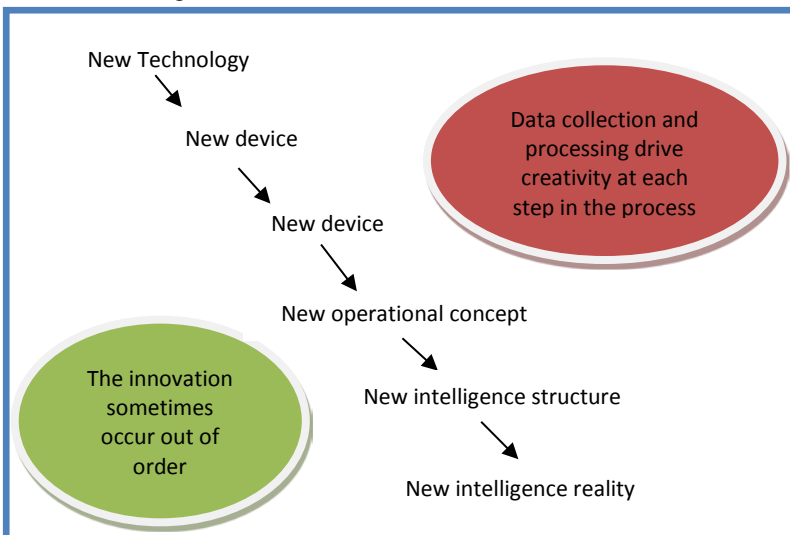 New Technology
New device
Data collection and
processing drive
creativity at each
step in the process
New device
New operational concept
The innovation
sometimes
occur out of
order
New intelligence structure
New intelligence reality